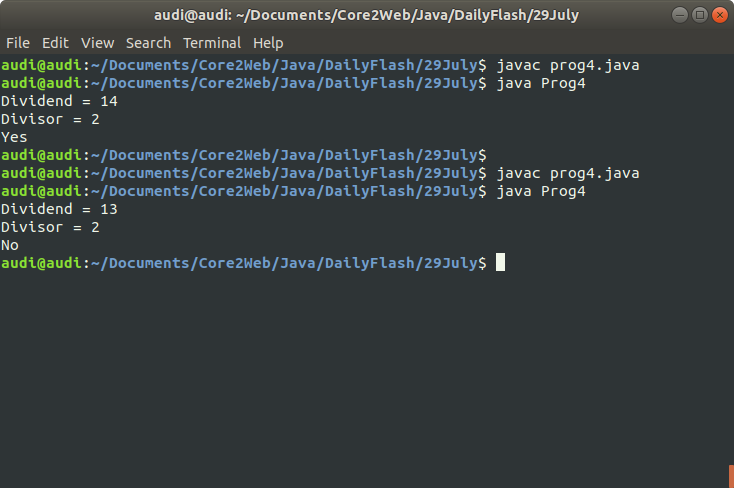 audi@audi: ~/Documents/Core2Web/Java/DailyFlash/29July
File Edit View Search Terminal Help
audi@audi:~/Documents/Core2Web/Java/DailyFlash/29July$ javac prog4.java
audi@audi:~/Documents/Core2Web/Java/DailyFlash/29July$ java Prog4
Dividend = 14
Divisor = 2
Yes
audi@audi:~/Documents/Core2Web/Java/DailyFlash/29July$
audi@audi:~/Documents/Core2Web/Java/DailyFlash/29July$ javac prog4.java
audi@audi:~/Documents/Core2Web/Java/DailyFlash/29July$ java Prog4
Dividend = 13
Divisor = 2
No
audi@audi:~/Documents/Core2Web/Java/DailyFlash/29July$